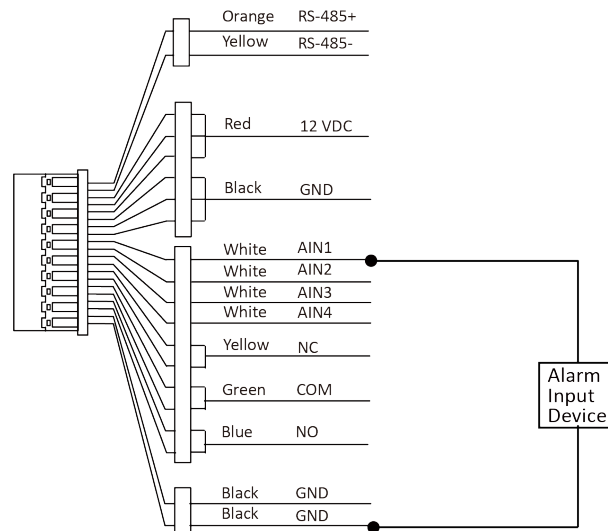 Orange RS-485+
Yellow RS-485-
Red 12 VDC
Black GND
White AIN1
White AIN2
White AIN3
White AIN4
Yellow NC
Green COM
Blue NO
Black GND
Black GND
Alarm
Input
Device